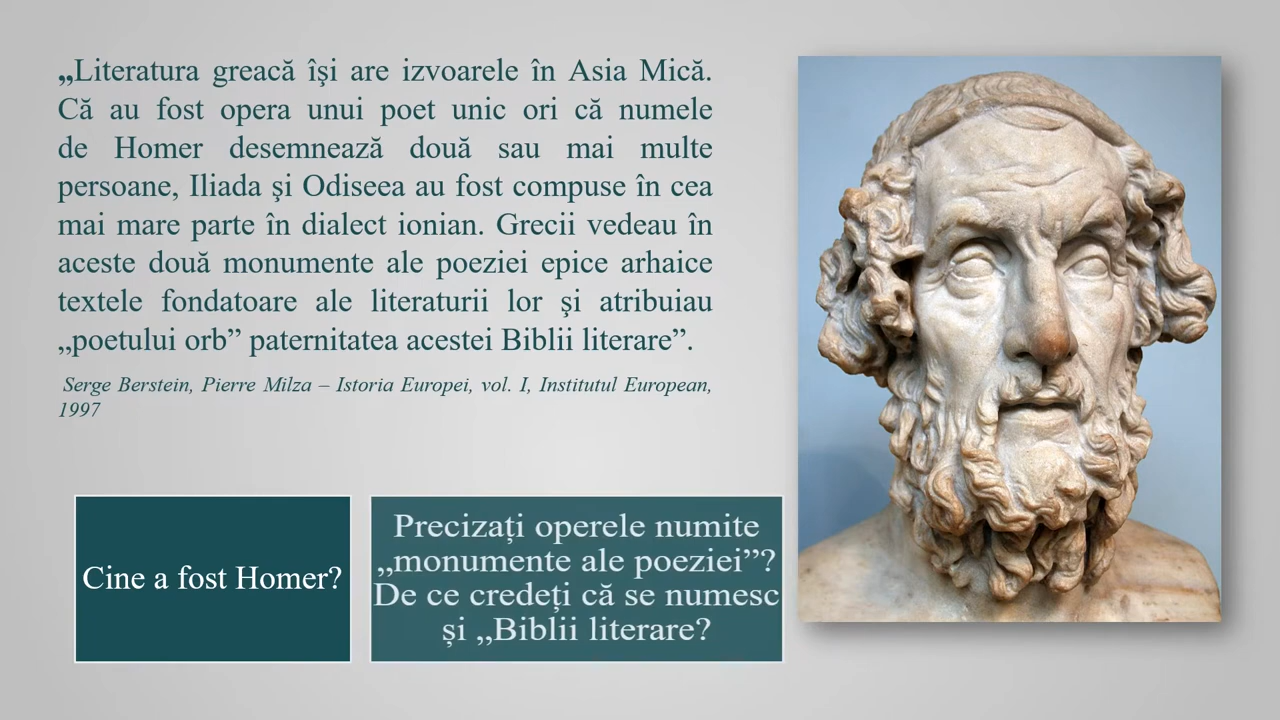 „Literatura greacă îşi are izvoarele în Asia Mică.
Că au fost opera unui poet unic ori că numele
de Homer desemnează două sau mai multe
persoane, Iliada şi Odiseea au fost compuse în cea
mai mare parte în dialect ionian. Grecii vedeau în
aceste două monumente ale poeziei epice arhaice
textele fondatoare ale literaturii lor şi atribuiau
„poetului orb” paternitatea acestei Biblii literare”.
Serge Berstein, Pierre Milza – Istoria Europei, vol. I, Institutul European,
1997
Cine a fost Homer?
Precizați operele numite
„monumente ale poeziei”?
De ce credeți că se numesc
și „Biblii literare?